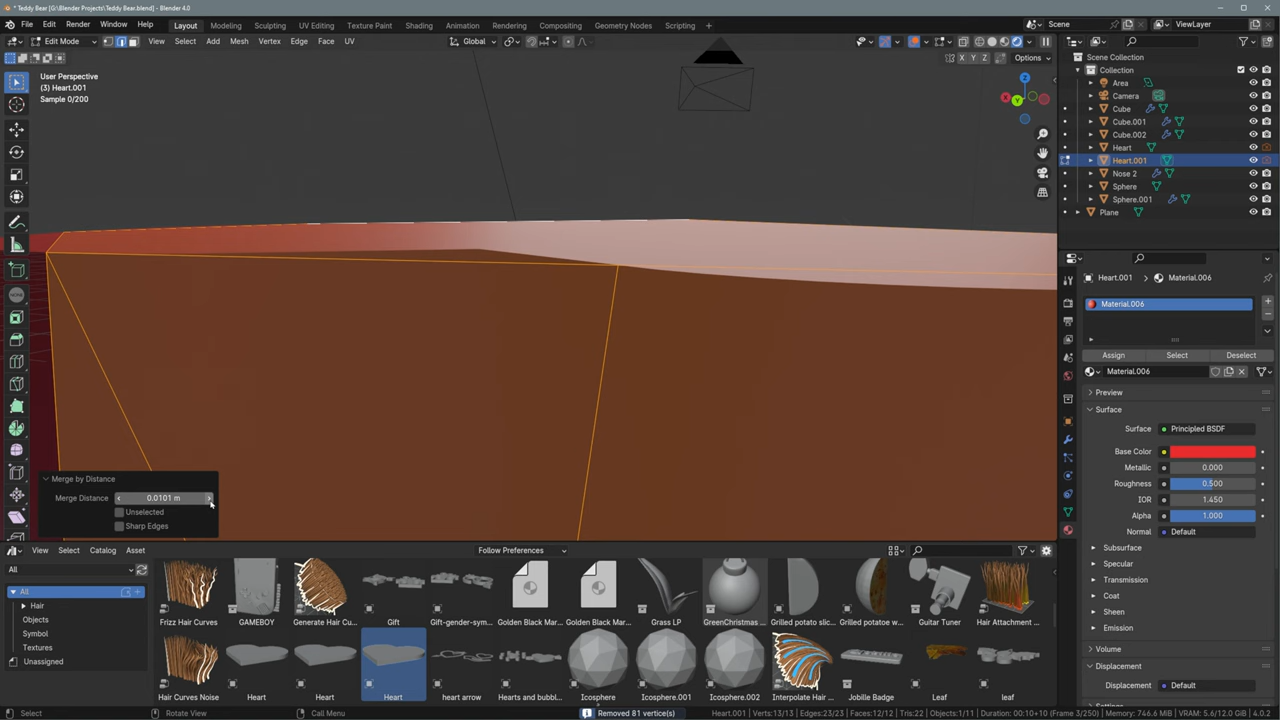 * Teddy Bear [G:\Blender Projects\Teddy Bear.blend] - Blender 4.0
File Edit Render Window Help Layout Modeling Sculpting UV Editing Texture Paint Shading Animation Rendering Compositing Geometry Nodes Scripting + Scene ViewLayer
Edit Mode View Select Add Mesh Vertex Edge Face UV Global
X Y Z Options
User Perspective
(3) Heart.001
Sample 0/200
Z
X
Y
Scene Collection
Collection
Area
Camera
Cube
Cube.001
Cube.002
Heart
Heart.001
Nose 2
Sphere
Sphere.001
Plane
Heart.001 > Material.006
Material.006
Assign Select Deselect
Material.006
Preview
Surface
Surface Principled BSDF
Base Color
Metallic 0.000
Roughness 0.500
IOR 1.450
Alpha 1.000
Normal Default
Subsurface
Specular
Transmission
Coat
Sheen
Emission
Volume
Displacement
Displacement Default
Merge by Distance
Merge Distance 0.0101 m
Unselected
Sharp Edges
View Select Catalog Asset Follow Preferences
All
All
Hair
Objects
Symbol
Textures
Unassigned
Frizz Hair Curves GAMEBOY Generate Hair Cu... Gift Gift-gender-sym... Golden Black Mar... Golden Black Mar... Grass LP GreenChristmas ... Grilled potato slic... Grilled potatoe w... Guitar Tuner Hair Attachment ...
Hair Curves Noise Heart Heart Heart heart arrow Hearts and bubbl... Icosphere Icosphere.001 Icosphere.002 Interpolate Hair ... Jobille Badge Leaf leaf
Select Rotate View Call Menu Removed 81 vertice(s) Heart.001 | Verts:13/13 | Edges:23/23 | Faces:12/12 | Tris:22 | Objects:1/11 | Duration: 00:10+10 (Frame 3/250) | Memory: 746.6 MiB | VRAM: 5.6/12.0 GiB | 4.0.2